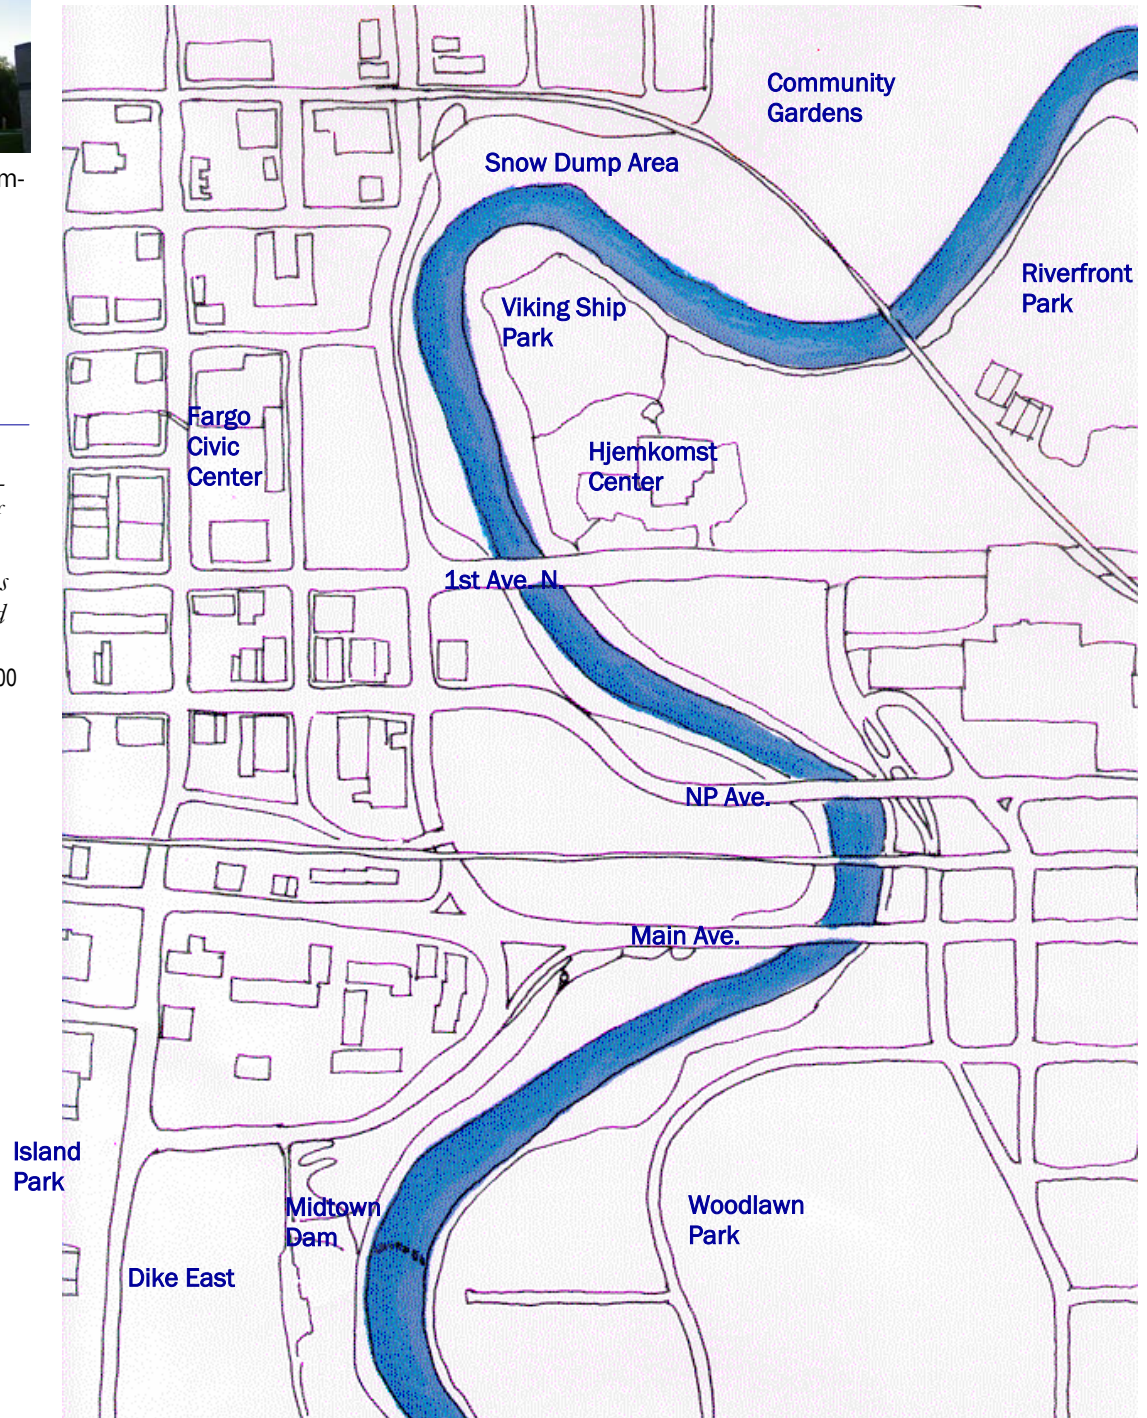 Community
Gardens
Snow Dump Area
m-
Riverfront
Park
Viking Ship
Park
Fargo
Civic
Center
Hjemkomst
Center
s
d
1st Ave. N.
00
NP Ave.
Main Ave.
Island
Park
Midtown
Dam
Woodlawn
Park
Dike East